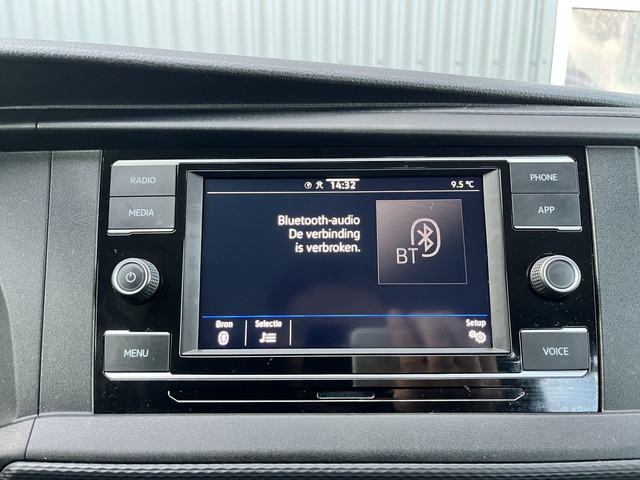 RADIO
MEDIA
MENU
14:32
9.5 °C
Bluetooth-audio
De verbinding
is verbroken.
BT
Bron
Selectie
Setup
PHONE
APP
VOICE